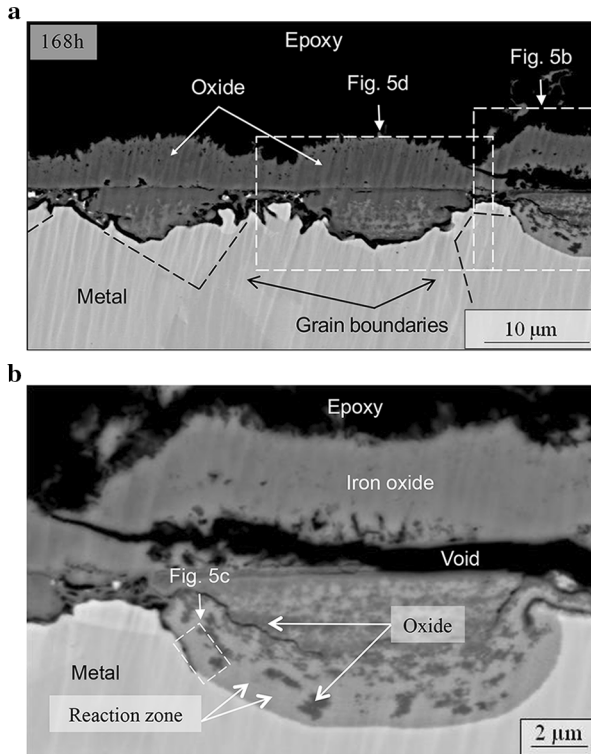 a
168h
Epoxy
Fig. 5b
Fig. 5d
Oxide
Metal
Grain boundaries
10 µm
b
Epoxy
Iron oxide
Void
Fig. 5c
Oxide
Metal
Reaction zone
2 µm